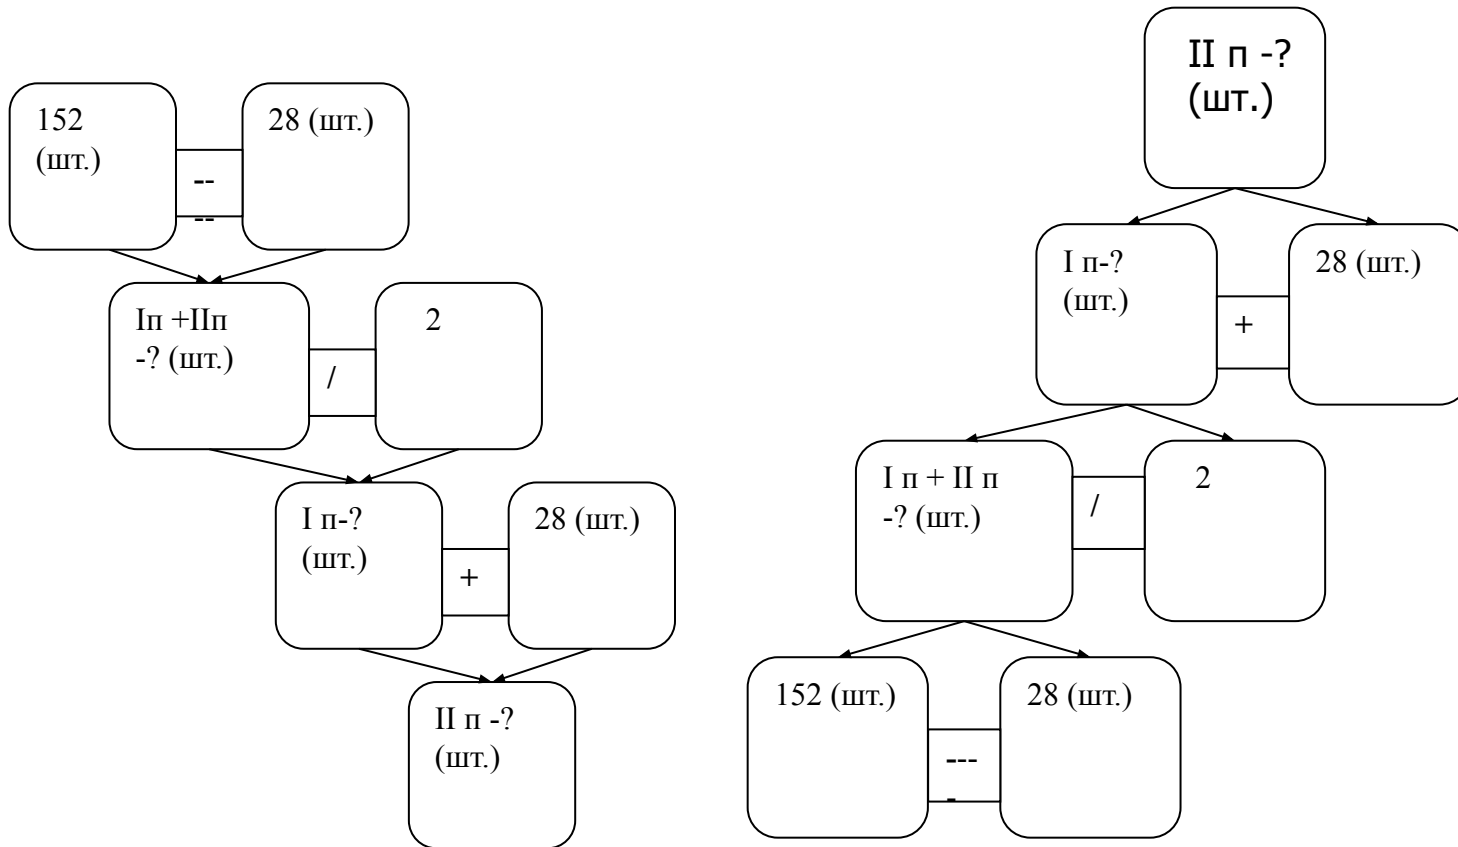 152
(шт.)
--
--
28 (шт.)
Iп +IIп
-? (шт.)
/
2
I п-?
(шт.)
+
28 (шт.)
II п -?
(шт.)
II п -?
(шт.)
I п-?
(шт.)
+
28 (шт.)
I п + II п
-? (шт.)
/
2
152 (шт.)
---
-
28 (шт.)